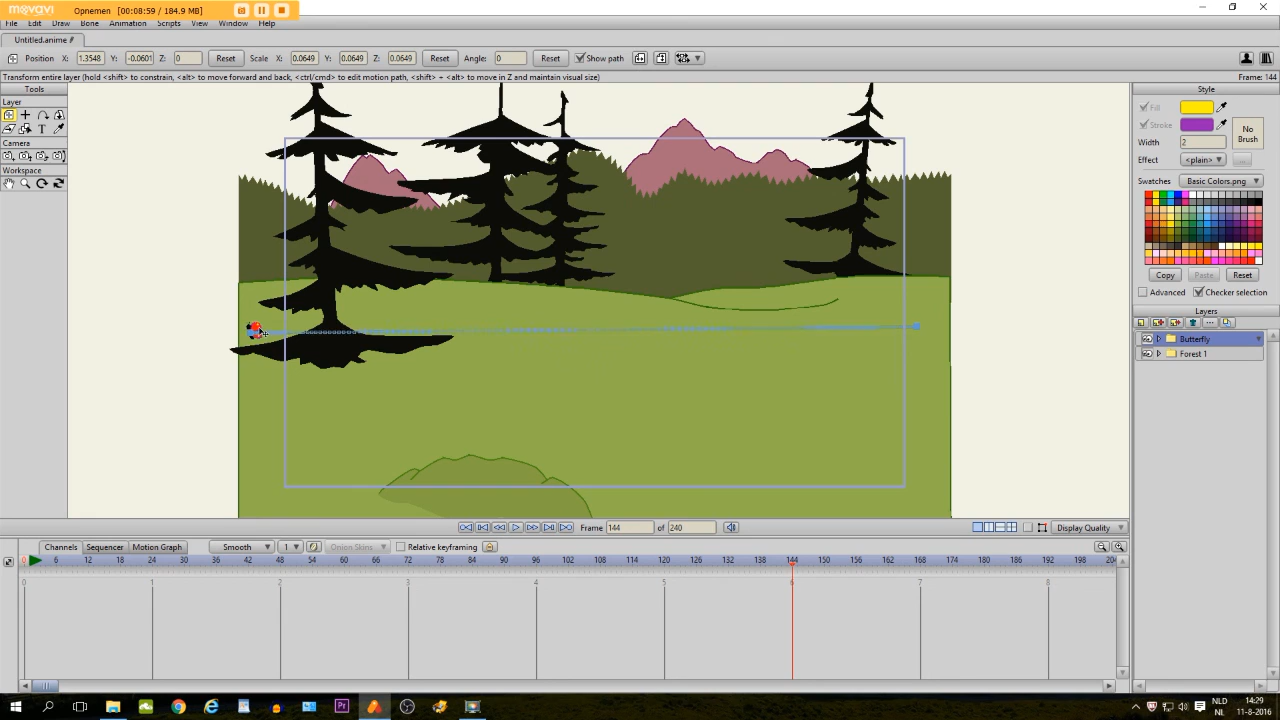 movavi Opnemen [00:08:59 / 184.9 MB]
File Edit Draw Bone Animation Scripts View Window Help
Untitled.anime *
Position X: 1.3548 Y: -0.0601 Z: 0 Reset Scale X: 0.0649 Y: 0.0649 Z: 0.0649 Reset Angle: 0 Reset Show path
Transform entire layer (hold <shift> to constrain, <alt> to move forward and back, <ctrl/cmd> to edit motion path, <shift> + <alt> to move in Z and maintain visual size) Frame: 144
Tools
Layer
T
Camera
Workspace
Style
Fill
Stroke
No Brush
Width 2
Effect <plain> ...
Swatches Basic Colors.png
Copy Paste Reset
Advanced Checker selection
Layers
Butterfly
Forest 1
Frame 144 of 240 Display Quality
Channels Sequencer Motion Graph Smooth 1 Onion Skins Relative keyframing
0 6 12 18 24 30 36 42 48 54 60 66 72 78 84 90 96 102 108 114 120 126 132 138 144 150 156 162 168 174 180 186 192 198 204
0 1 2 3 4 5 6 7 8
Pr NLD 14:29
NL 11-8-2016